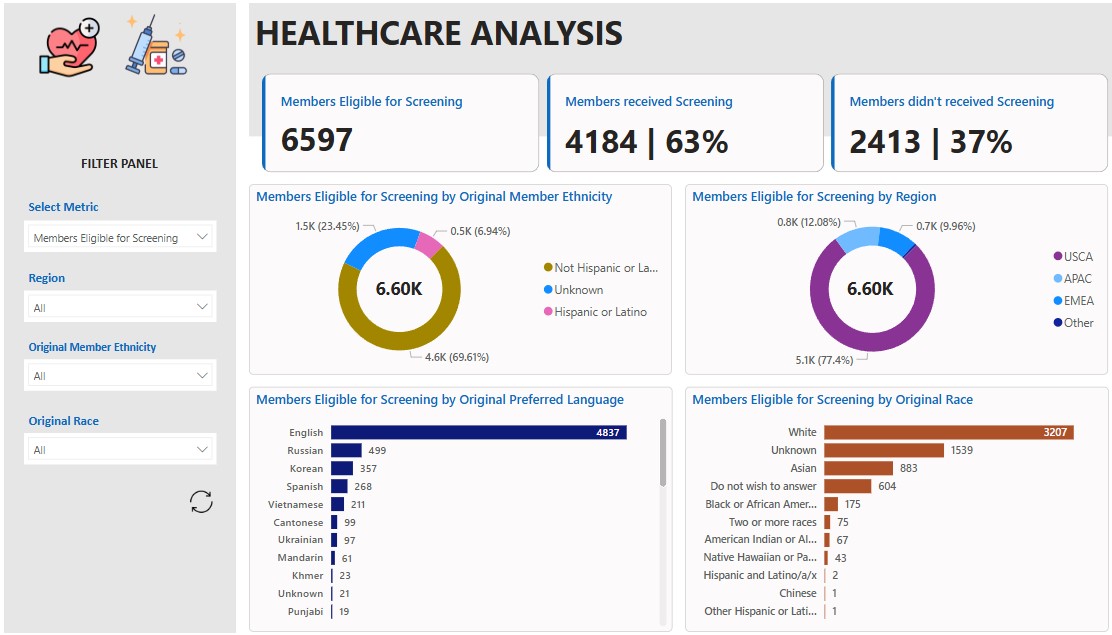 HEALTHCARE ANALYSIS
Members Eligible for Screening
6597
Members received Screening
4184 | 63%
Members didn't received Screening
2413 | 37%
FILTER PANEL
Select Metric
Members Eligible for Screening
Region
All
Original Member Ethnicity
All
Original Race
All
Members Eligible for Screening by Original Member Ethnicity
1.5K (23.45%)
0.5K (6.94%)
6.60K
4.6K (69.61%)
Not Hispanic or La...
Unknown
Hispanic or Latino
Members Eligible for Screening by Region
0.8K (12.08%)
0.7K (9.96%)
6.60K
5.1K (77.4%)
USCA
APAC
EMEA
Other
Members Eligible for Screening by Original Preferred Language
English 4837
Russian 499
Korean 357
Spanish 268
Vietnamese 211
Cantonese 99
Ukrainian 97
Mandarin 61
Khmer 23
Unknown 21
Punjabi 19
Members Eligible for Screening by Original Race
White 3207
Unknown 1539
Asian 883
Do not wish to answer 604
Black or African Amer... 175
Two or more races 75
American Indian or Al... 67
Native Hawaiian or Pa... 43
Hispanic and Latino/a/x 2
Chinese 1
Other Hispanic or Lati... 1